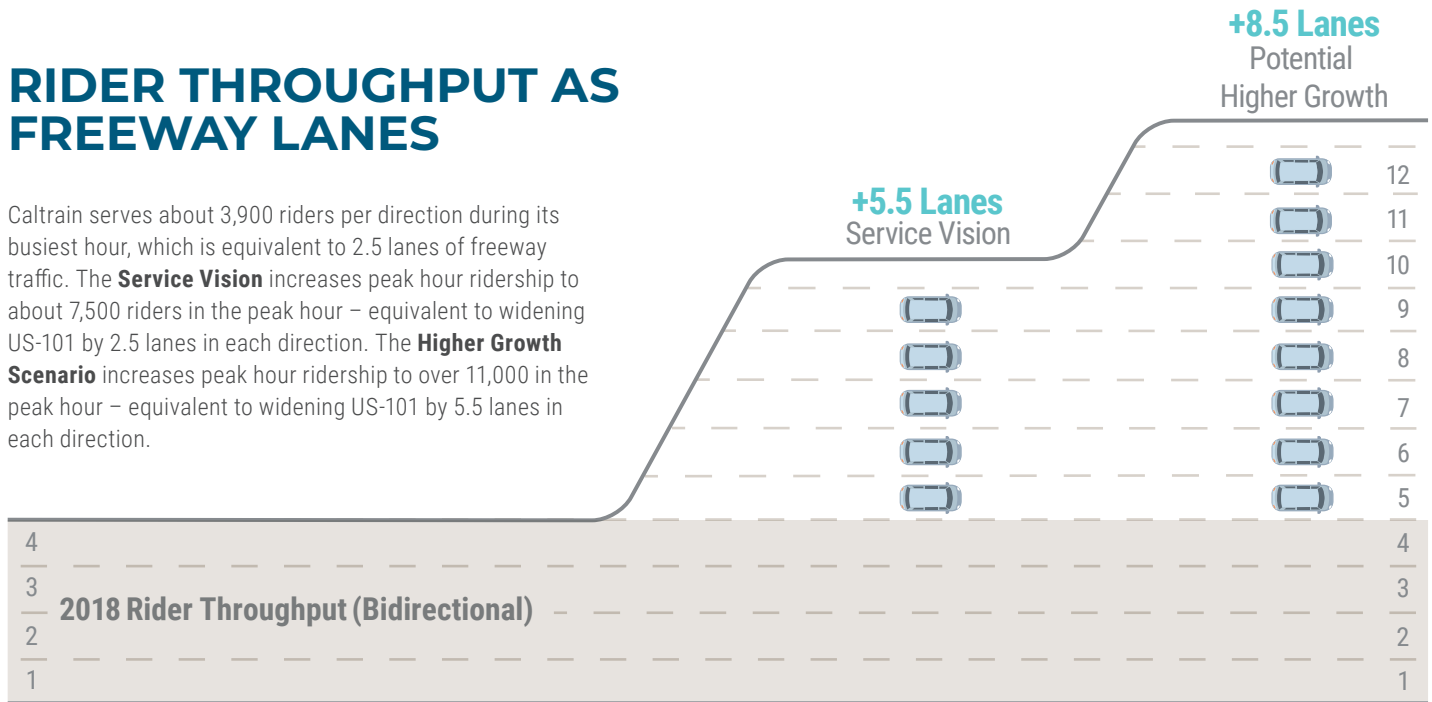 RIDER THROUGHPUT AS
FREEWAY LANES
Caltrain serves about 3,900 riders per direction during its
busiest hour, which is equivalent to 2.5 lanes of freeway
traffic. The Service Vision increases peak hour ridership to
about 7,500 riders in the peak hour – equivalent to widening
US-101 by 2.5 lanes in each direction. The Higher Growth
Scenario increases peak hour ridership to over 11,000 in the
peak hour – equivalent to widening US-101 by 5.5 lanes in
each direction.
+5.5 Lanes
Service Vision
+8.5 Lanes
Potential
Higher Growth
12
11
10
9
8
7
6
5
4
3
2
1
4
3
2
1
2018 Rider Throughput (Bidirectional)